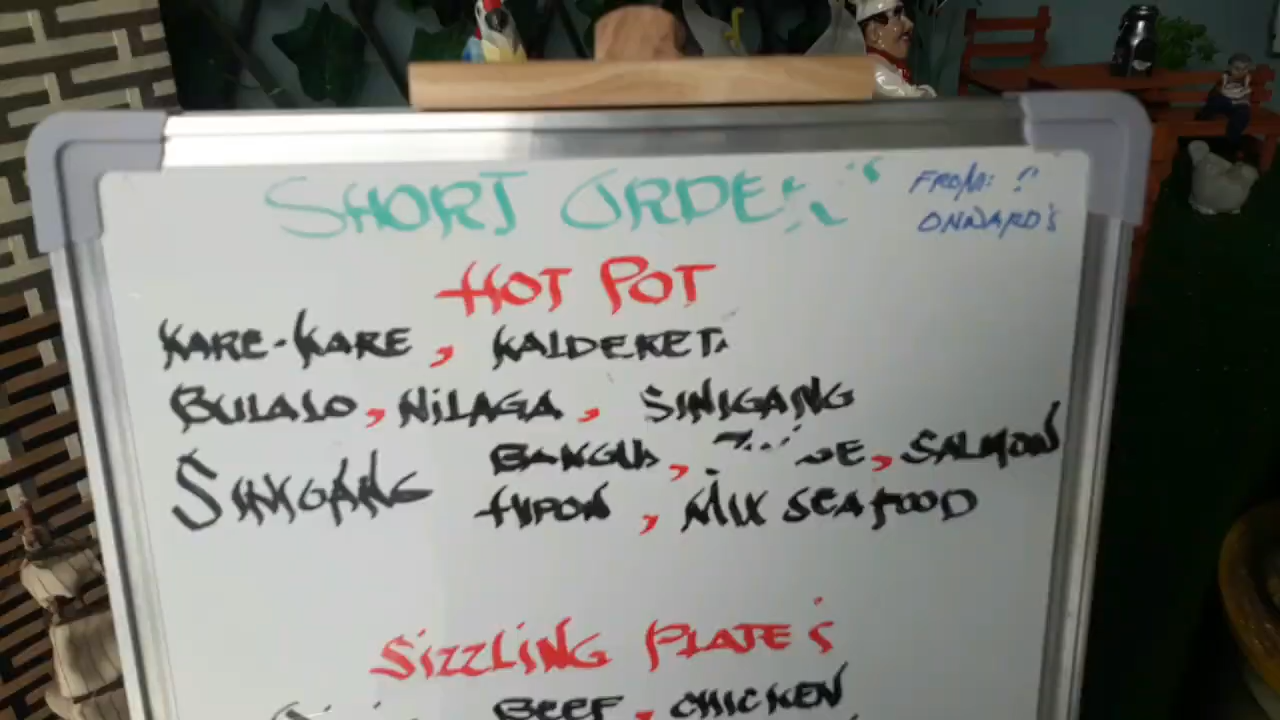 SHORT ORDER"
FROM:
ONWARD'S
HOT POT
KARE-KARE, KALDERETA
BULALO, NILAGA, SINIGANG
SINIGANG BANGUS, SALMON
HIPON, MIX SEAFOOD
SIZZLING PLATE'S
BEEF, CHICKEN